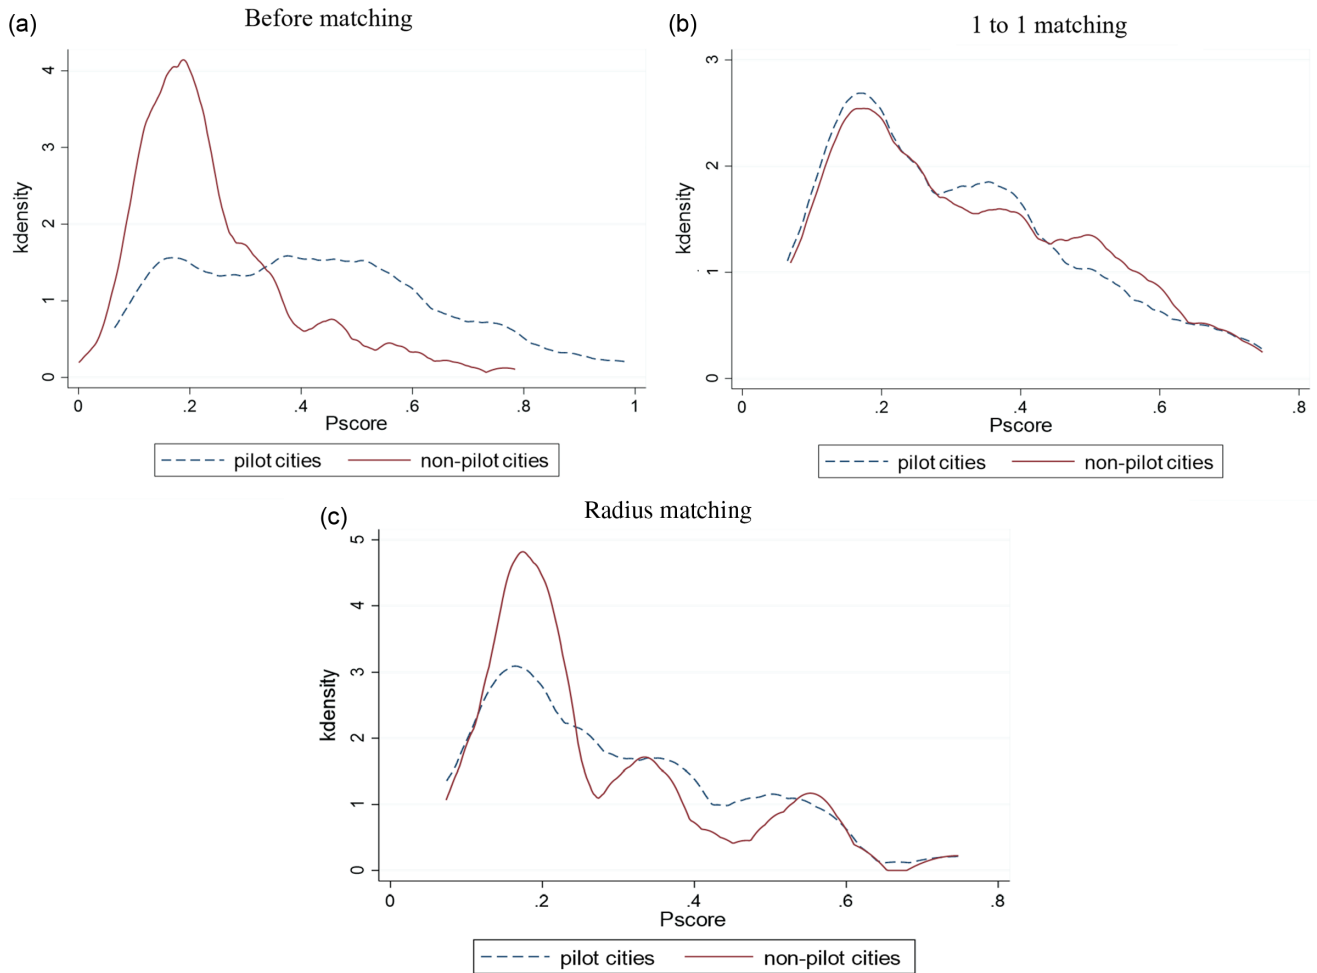 (a)
Before matching
kdensity
4
3
2
1
0
0 .2 .4 .6 .8 1
Pscore
pilot cities non-pilot cities
(b)
1 to 1 matching
kdensity
3
2
1
0
0 .2 .4 .6 .8
Pscore
pilot cities non-pilot cities
(c)
Radius matching
kdensity
5
4
3
2
1
0
0 .2 .4 .6 .8
Pscore
pilot cities non-pilot cities